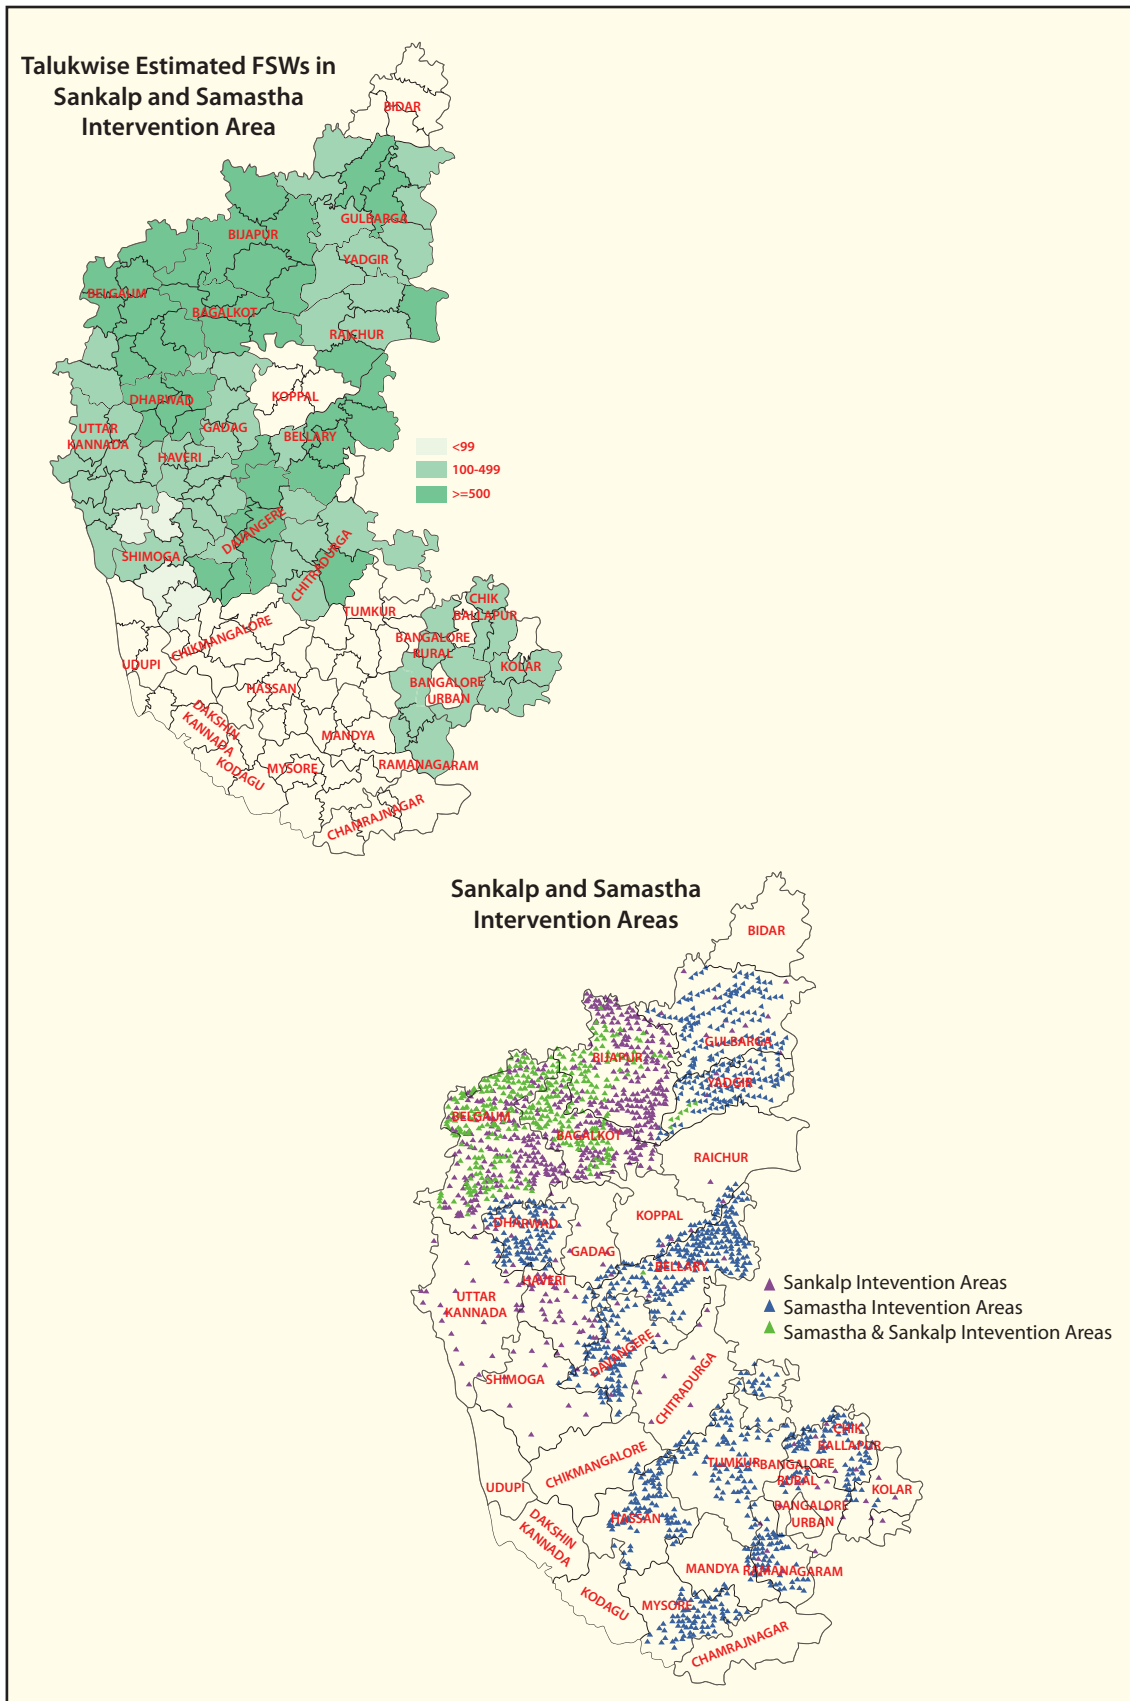 Talukwise Estimated FSWs in
Sankalp and Samastha
Intervention Area
BIDAR
GULBARGA
BIJAPUR
YADGIR
BELGAUM
BAGALKOT
RAICHUR
KOPPAL
DHARWAD
UTTAR
KANNADA
GADAG
BELLARY
HAVERI
<99
100-499
>=500
DAVANGERE
SHIMOGA
CHITRADURGA
CHIK
BALLAPUR
TUMKUR
CHIKMANGALORE
BANGALORE
RURAL
UDUPI
KOLAR
HASSAN
BANGALORE
URBAN
DAKSHIN
KANNADA
MANDYA
KODAGU
MYSORE
RAMANAGARAM
CHAMRAJNAGAR
Sankalp and Samastha
Intervention Areas
BIDAR
GULBARGA
BIJAPUR
YADGIR
BELGAUM
BAGALKOT
RAICHUR
KOPPAL
DHARWAD
GADAG
BELLARY
HAVERI
UTTAR
KANNADA
Sankalp Intevention Areas
Samastha Intevention Areas
Samastha & Sankalp Intevention Areas
DAVANGERE
SHIMOGA
CHITRADURGA
CHIK
BALLAPUR
CHIKMANGALORE
TUMKUR
BANGALORE
RURAL
UDUPI
KOLAR
BANGALORE
URBAN
HASSAN
DAKSHIN
KANNADA
MANDYA
RAMANAGARAM
KODAGU
MYSORE
CHAMRAJNAGAR